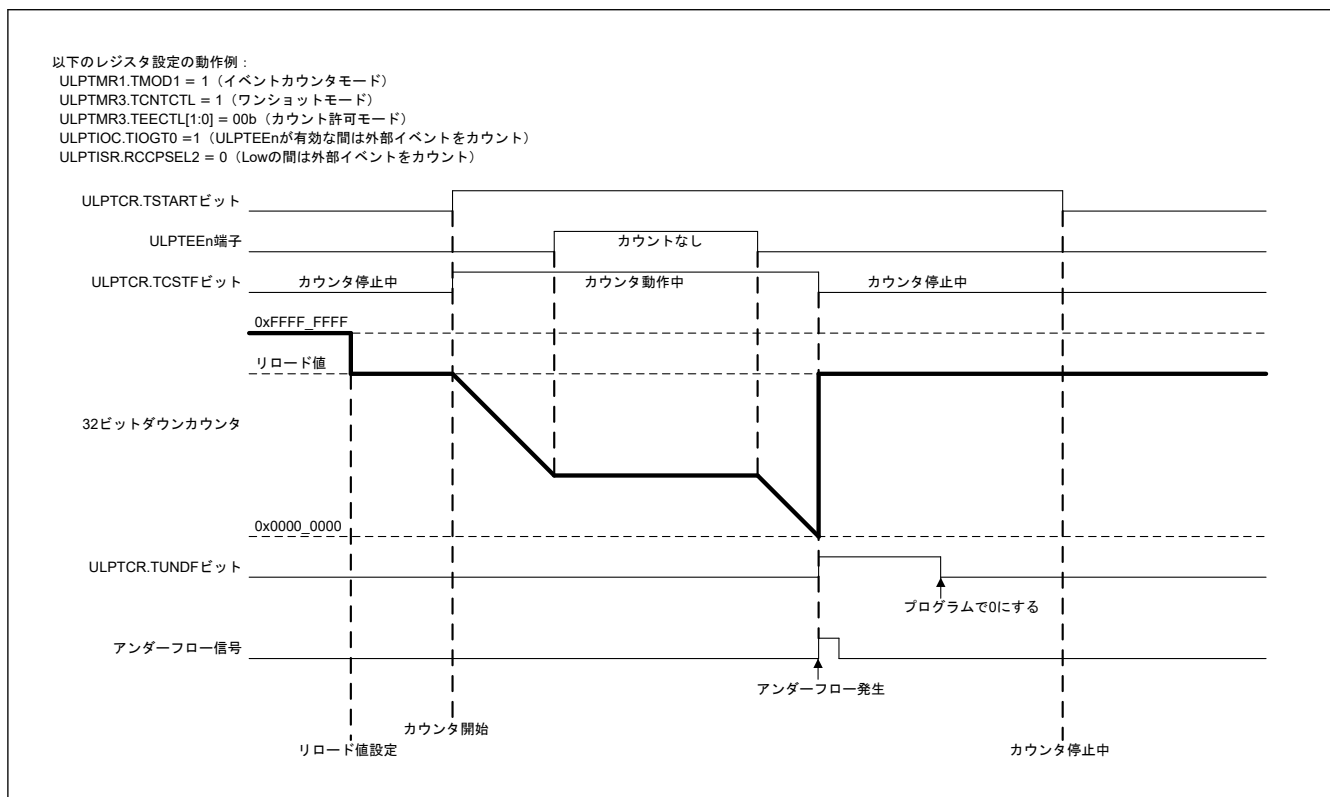 以下のレジスタ設定の動作例：
ULPTMR1.TMOD1 = 1（イベントカウンタモード）
ULPTMR3.TCNTCTL = 1（ワンショットモード）
ULPTMR3.TEECTL[1:0] = 00b（カウント許可モード）
ULPTIOC.TIOGT0 =1（ULPTEEnが有効な間は外部イベントをカウント）
ULPTISR.RCCPSEL2 = 0（Lowの間は外部イベントをカウント）
ULPTCR.TSTARTビット
ULPTEEn端子
カウントなし
ULPTCR.TCSTFビット
カウンタ停止中
カウンタ動作中
カウンタ停止中
0xFFFF_FFFF
リロード値
32ビットダウンカウンタ
0x0000_0000
ULPTCR.TUNDFビット
プログラムで0にする
アンダーフロー信号
アンダーフロー発生
カウンタ開始
リロード値設定
カウンタ停止中